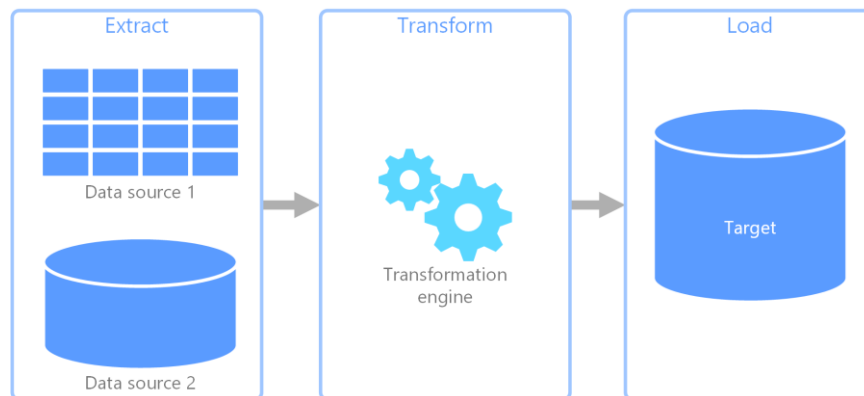 Extract
Data source 1
Data source 2
Transform
Transformation
engine
Load
Target